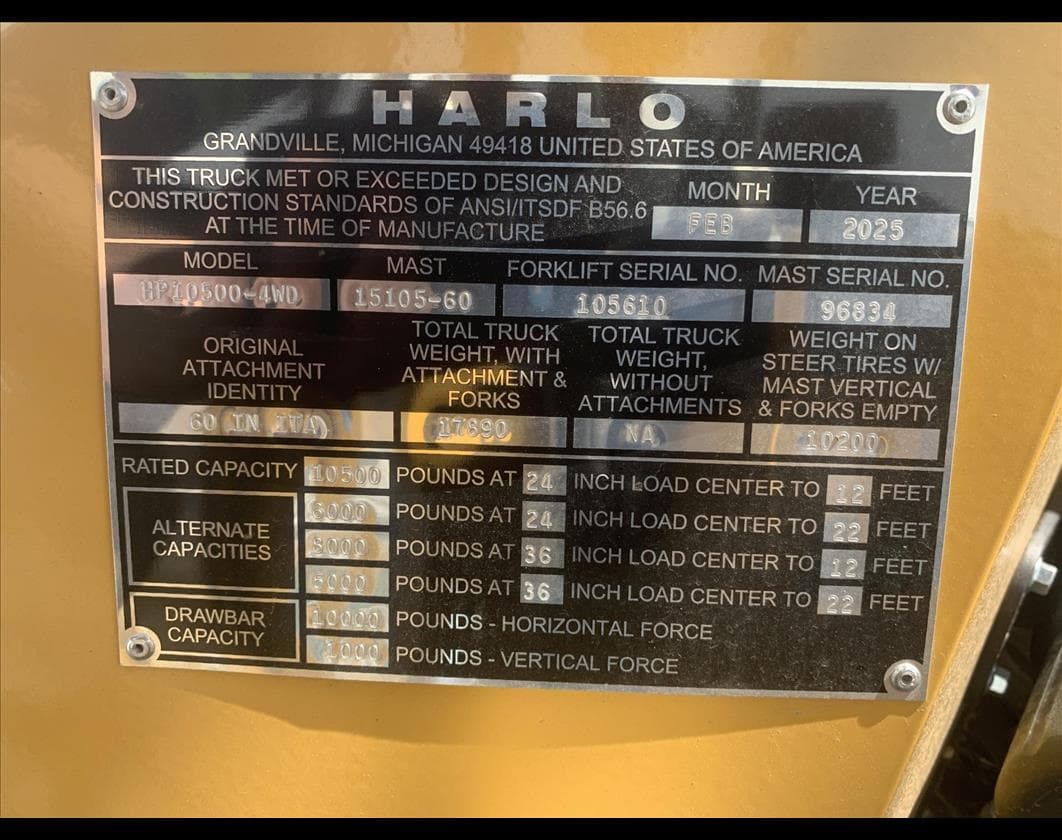 HARLO
GRANDVILLE, MICHIGAN 49418 UNITED STATES OF AMERICA
THIS TRUCK MET OR EXCEEDED DESIGN AND
CONSTRUCTION STANDARDS OF ANSI/ITSDF B56.6
AT THE TIME OF MANUFACTURE
MONTH YEAR
FEB 2025
MODEL MAST FORKLIFT SERIAL NO. MAST SERIAL NO.
HP10500-4WD 15105-60 105610 96834
ORIGINAL
ATTACHMENT
IDENTITY
TOTAL TRUCK
WEIGHT, WITH
ATTACHMENT &
FORKS
TOTAL TRUCK
WEIGHT,
WITHOUT
ATTACHMENTS
WEIGHT ON
STEER TIRES W/
MAST VERTICAL
& FORKS EMPTY
60 IN ITA NA 10200
RATED CAPACITY 10500 POUNDS AT 24 INCH LOAD CENTER TO 12 FEET
ALTERNATE
CAPACITIES
POUNDS AT 24 INCH LOAD CENTER TO 22 FEET
POUNDS AT 36 INCH LOAD CENTER TO 12 FEET
POUNDS AT 36 INCH LOAD CENTER TO 22 FEET
DRAWBAR
CAPACITY
10000 POUNDS - HORIZONTAL FORCE
1000 POUNDS - VERTICAL FORCE